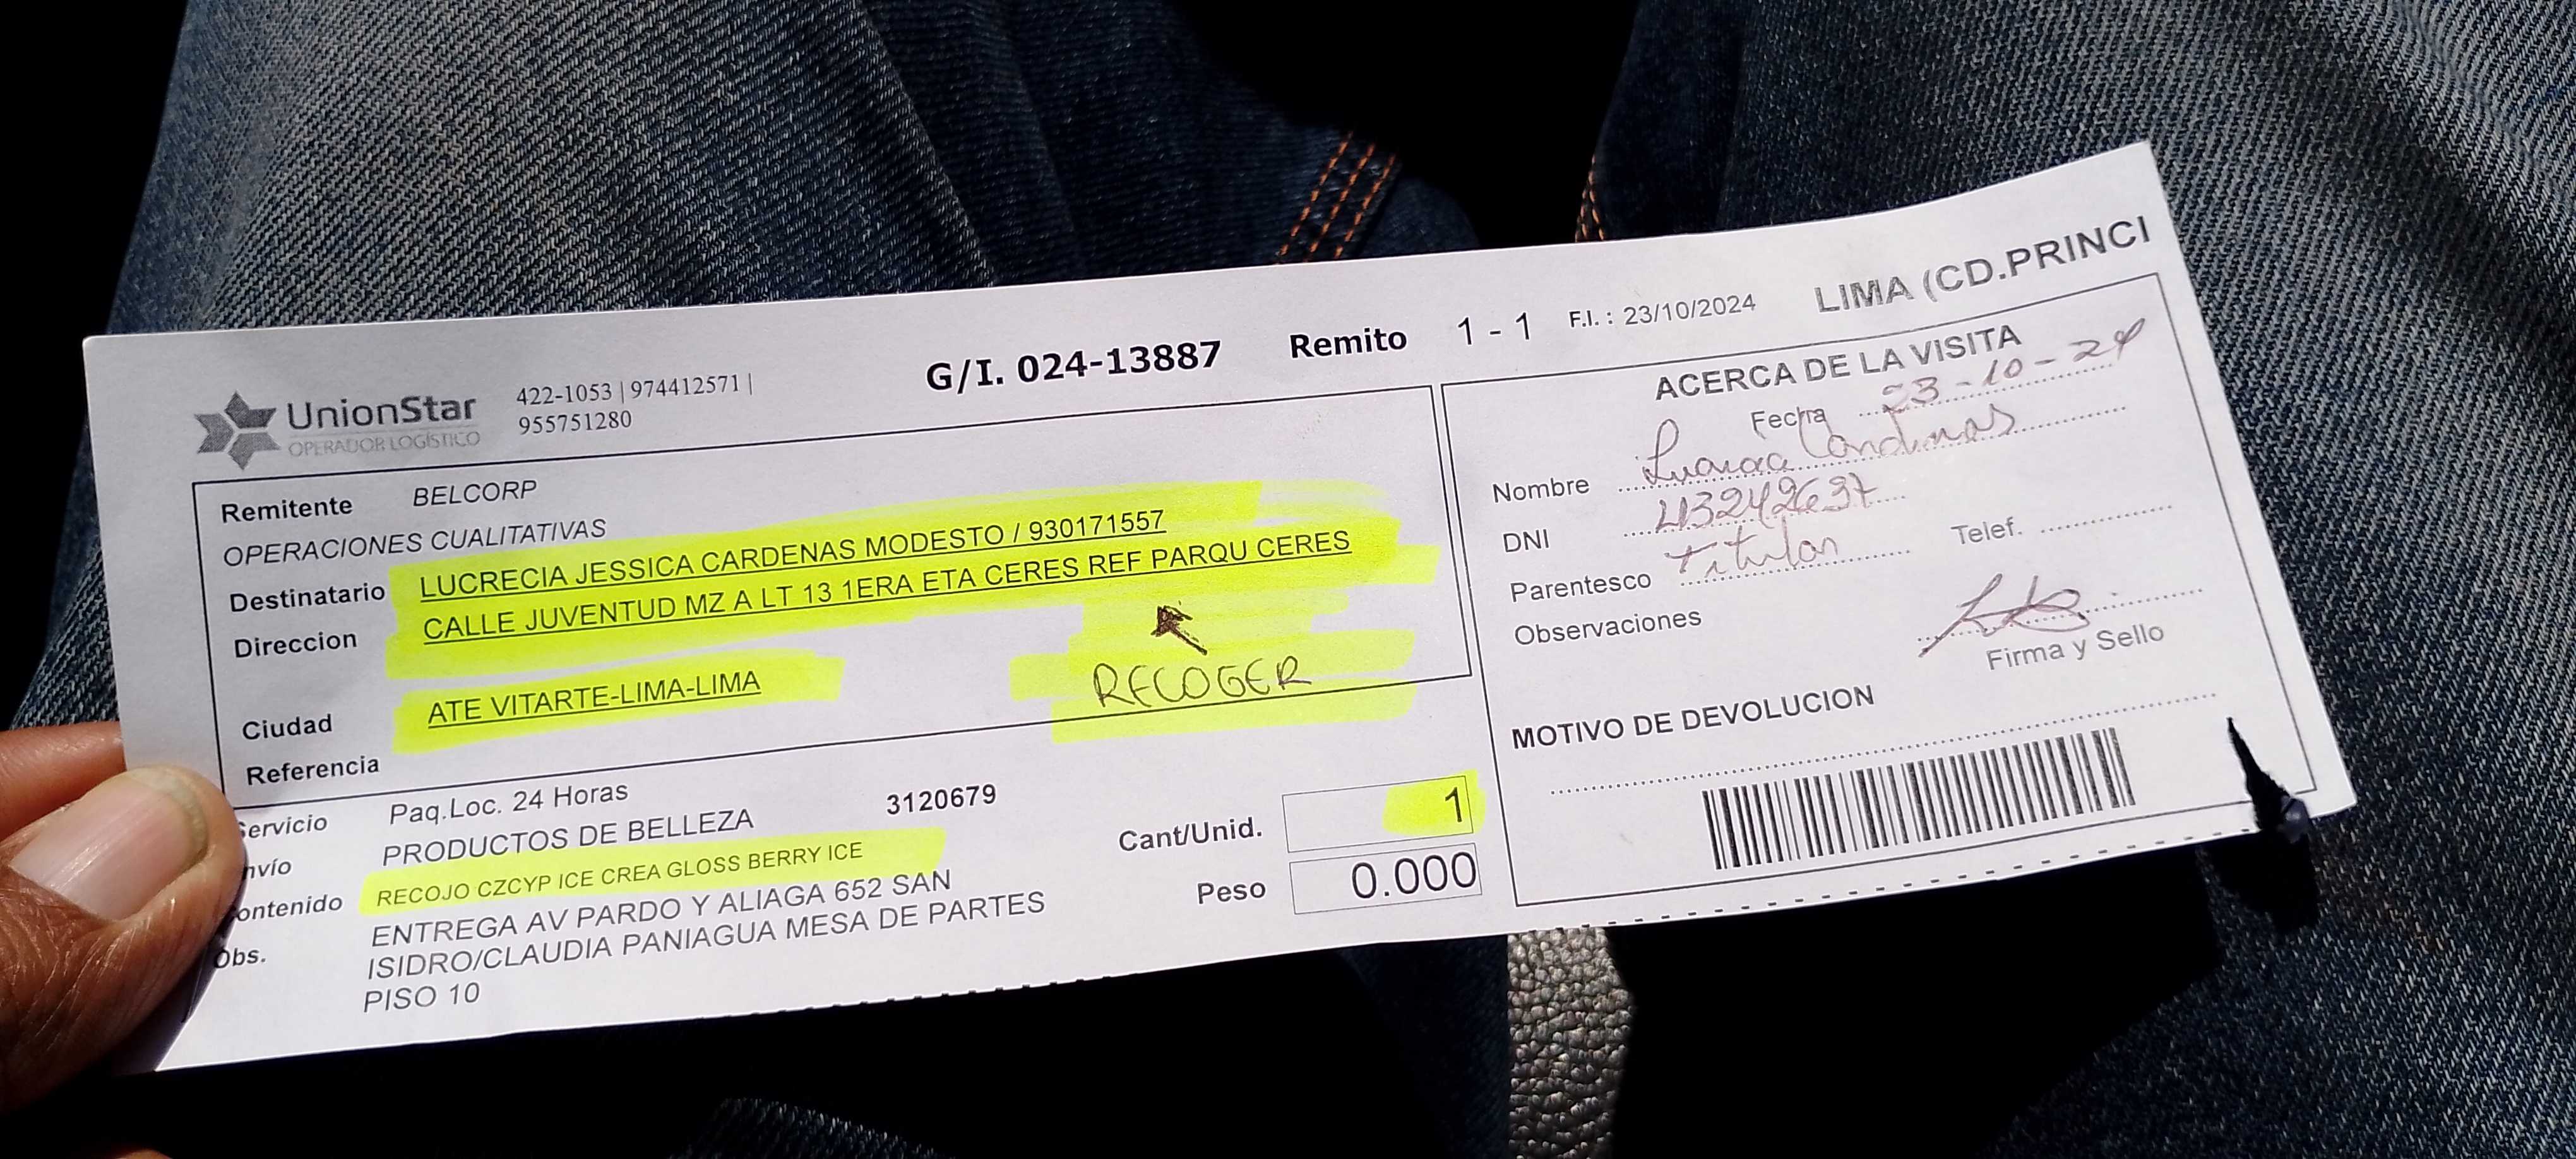 UnionStar
OPERADOR LOGÍSTICO
422-1053 | 974412571 |
955751280
G/I. 024-13887 Remito 1 - 1 F.I. : 23/10/2024 LIMA (CD.PRINCI
Remitente BELCORP
OPERACIONES CUALITATIVAS
Destinatario LUCRECIA JESSICA CARDENAS MODESTO / 930171557
Direccion CALLE JUVENTUD MZ A LT 13 1ERA ETA CERES REF PARQU CERES
RECOGER
Ciudad ATE VITARTE-LIMA-LIMA
Referencia
ervicio Paq.Loc. 24 Horas 3120679
nvío PRODUCTOS DE BELLEZA
ontenido RECOJO CZCYP ICE CREA GLOSS BERRY ICE
Obs. ENTREGA AV PARDO Y ALIAGA 652 SAN
ISIDRO/CLAUDIA PANIAGUA MESA DE PARTES
PISO 10
Cant/Unid. 1
Peso 0.000
ACERCA DE LA VISITA
Fecha 23-10-24
Nombre Cardenas
DNI
Parentesco Titular Telef.
Observaciones
Firma y Sello
MOTIVO DE DEVOLUCION